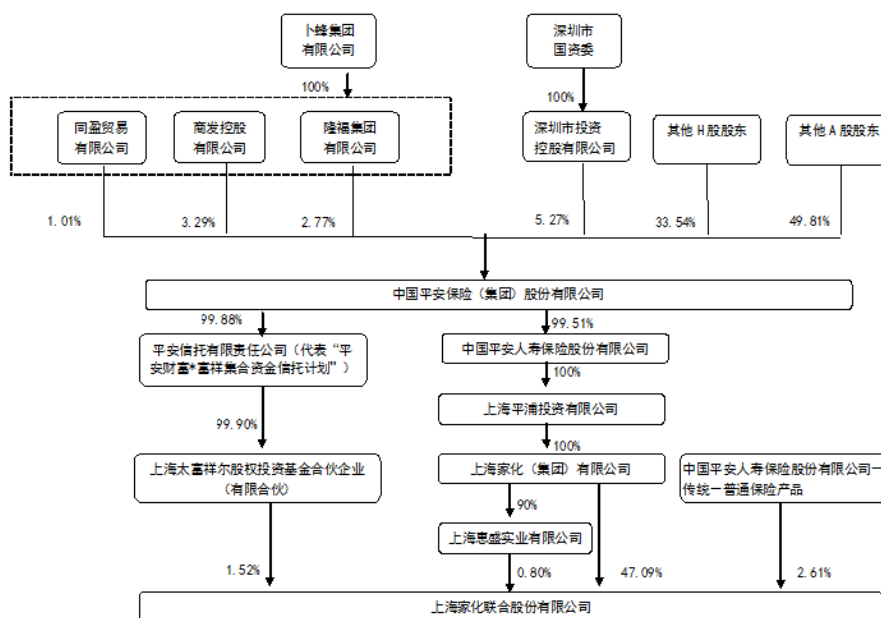 卜蜂集团
有限公司
深圳市
国资委
100%
100%
同盈贸易
有限公司
商发控股
有限公司
隆福集团
有限公司
深圳市投资
控股有限公司
其他H股股东
其他A股股东
1.01%
3.29%
2.77%
5.27%
33.54%
49.81%
中国平安保险（集团）股份有限公司
99.88%
99.51%
平安信托有限责任公司（代表“平
安财富*富祥集合资金信托计划”）
中国平安人寿保险股份有限公司
100%
上海平浦投资有限公司
99.90%
100%
上海太富祥尔股权投资基金合伙企业
（有限合伙）
上海家化（集团）有限公司
中国平安人寿保险股份有限公司—
传统—普通保险产品
90%
上海惠盛实业有限公司
1.52%
0.80%
47.09%
2.61%
上海家化联合股份有限公司